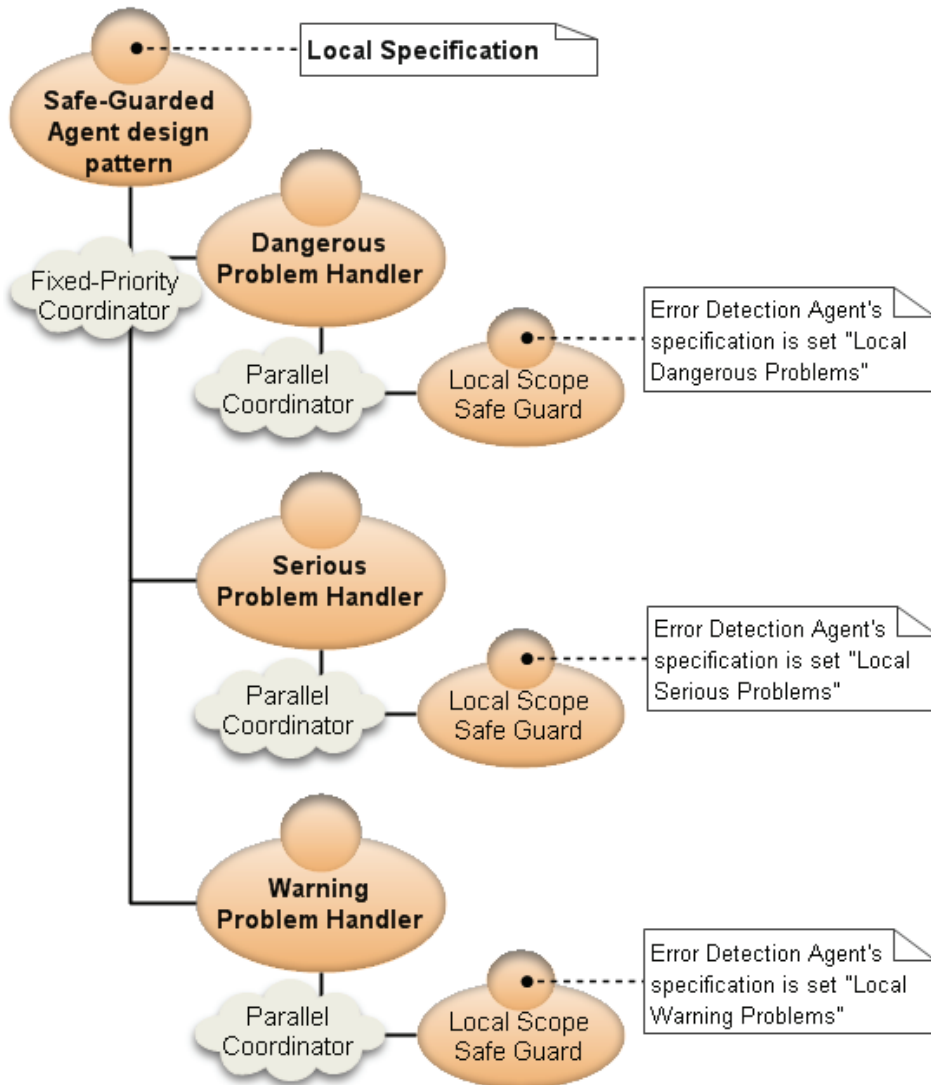 Local Specification
Safe-Guarded
Agent design
pattern
Dangerous
Problem Handler
Fixed-Priority
Coordinator
Error Detection Agent's
specification is set "Local
Dangerous Problems"
Parallel
Coordinator
Local Scope
Safe Guard
Serious
Problem Handler
Error Detection Agent's
specification is set "Local
Serious Problems"
Parallel
Coordinator
Local Scope
Safe Guard
Warning
Problem Handler
Error Detection Agent's
specification is set "Local
Warning Problems"
Parallel
Coordinator
Local Scope
Safe Guard